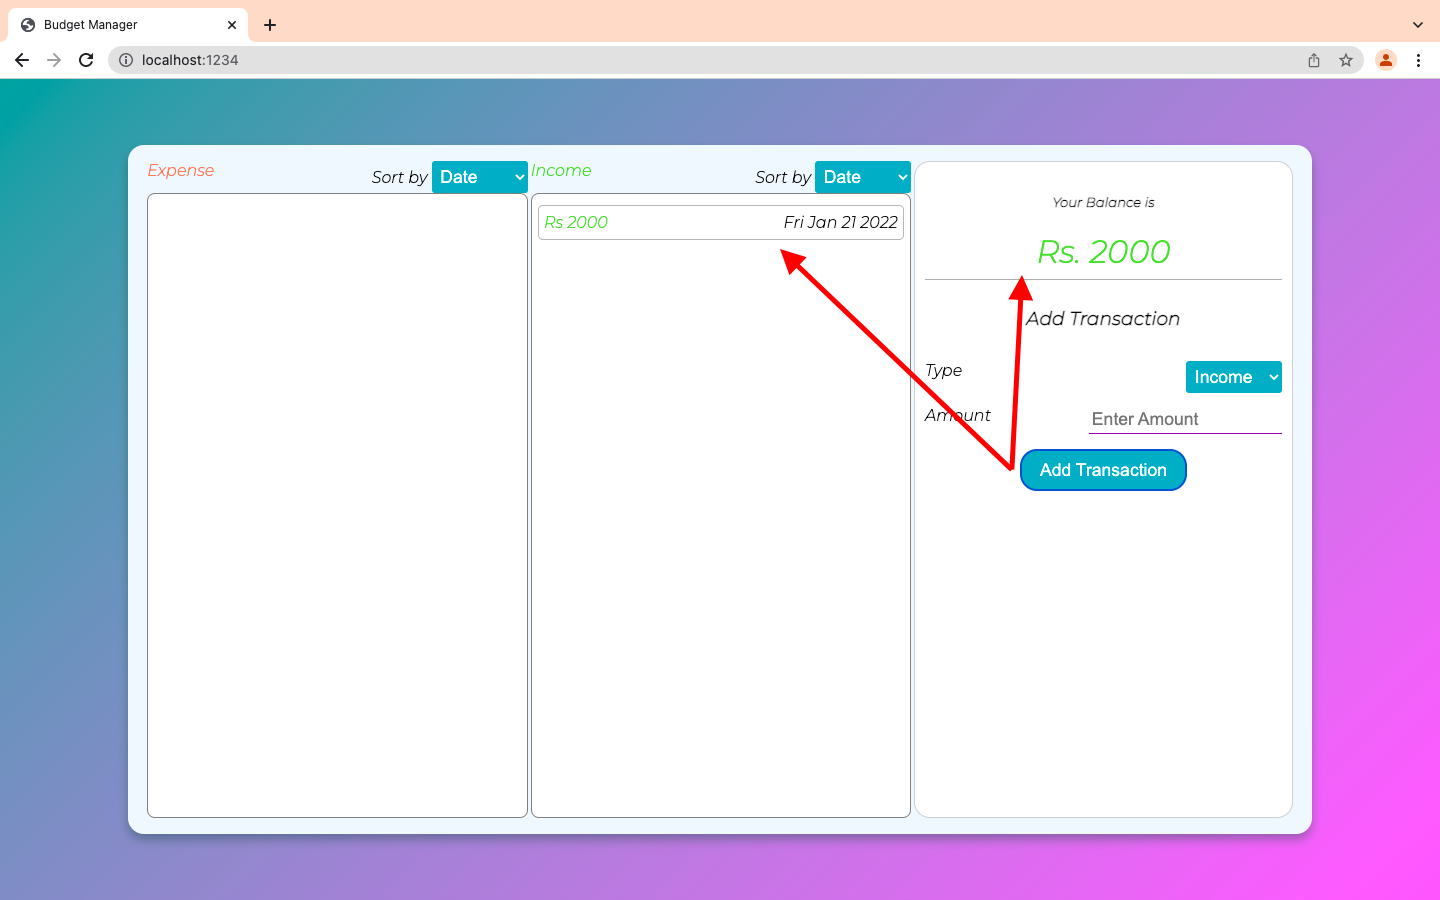 Budget Manager
localhost:1234
Expense
Sort by Date
Income
Sort by Date
Rs 2000 Fri Jan 21 2022
Your Balance is
Rs. 2000
Add Transaction
Type Income
Amount Enter Amount
Add Transaction